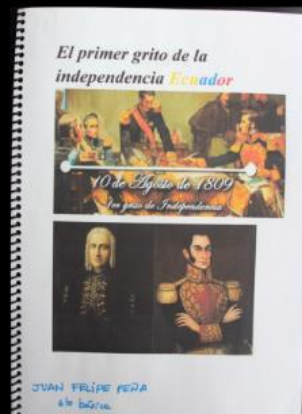 El primer grito de la
independencia Ecuador
10 de Agosto de 1809
1er grito de Independencia
JUAN FELIPE PEÑA
6to básica